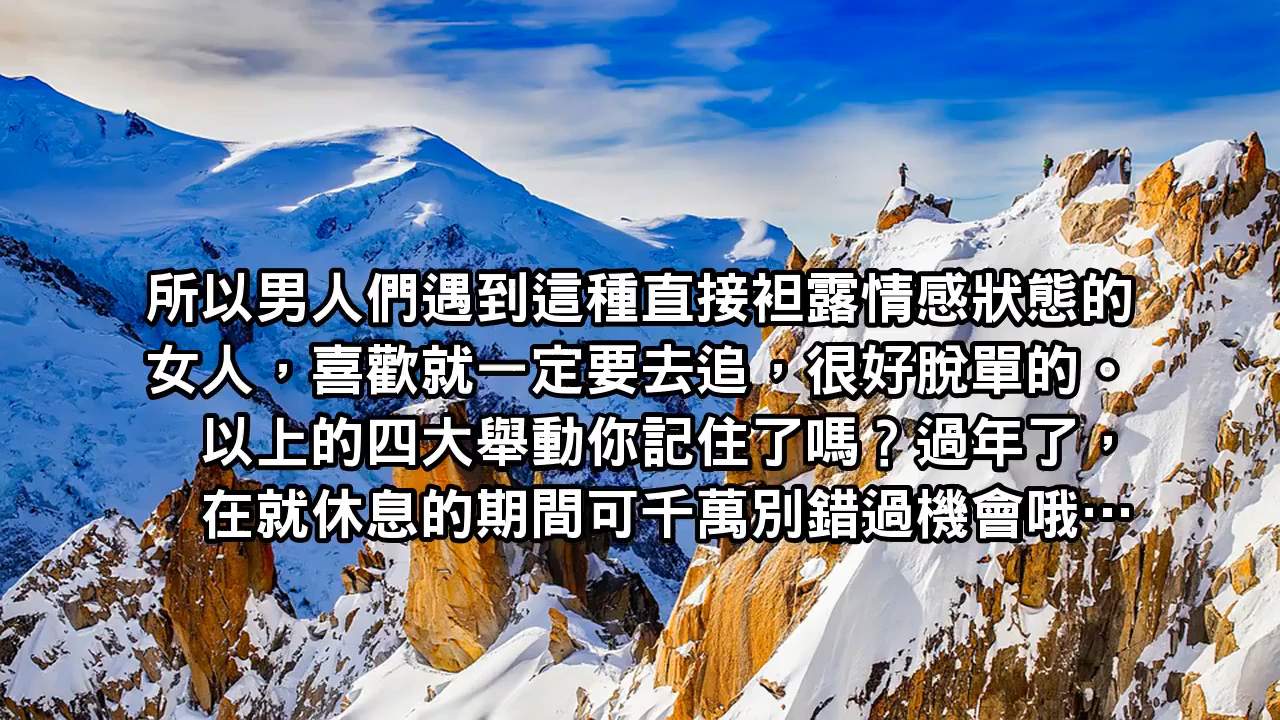 所以男人們遇到這種直接袒露情感狀態的
女人，喜歡就一定要去追，很好脫單的。
以上的四大舉動你記住了嗎？過年了，
在就休息的期間可千萬別錯過機會哦…